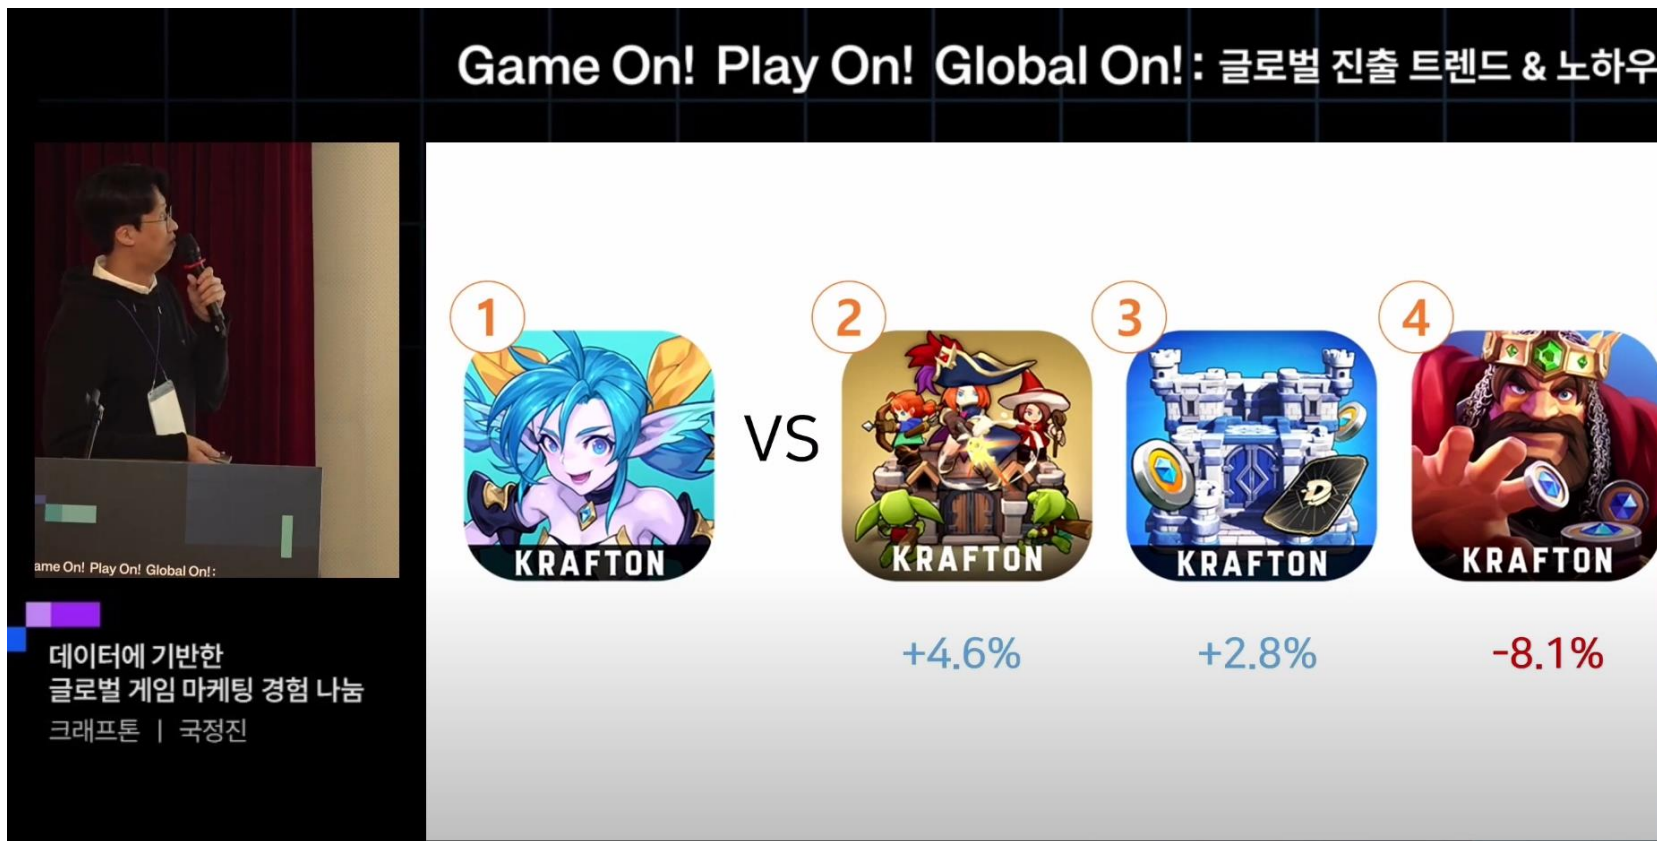 Game On! Play On! Global On!: 글로벌 진출 트렌드 & 노하우
1
2
3
4
VS
D
KRAFTON
KRAFTON
KRAFTON
KRAFTON
+4.6%
+2.8%
-8.1%
ame On! Play On! Global On!:
데이터에 기반한
글로벌 게임 마케팅 경험 나눔
크래프톤 | 국정진